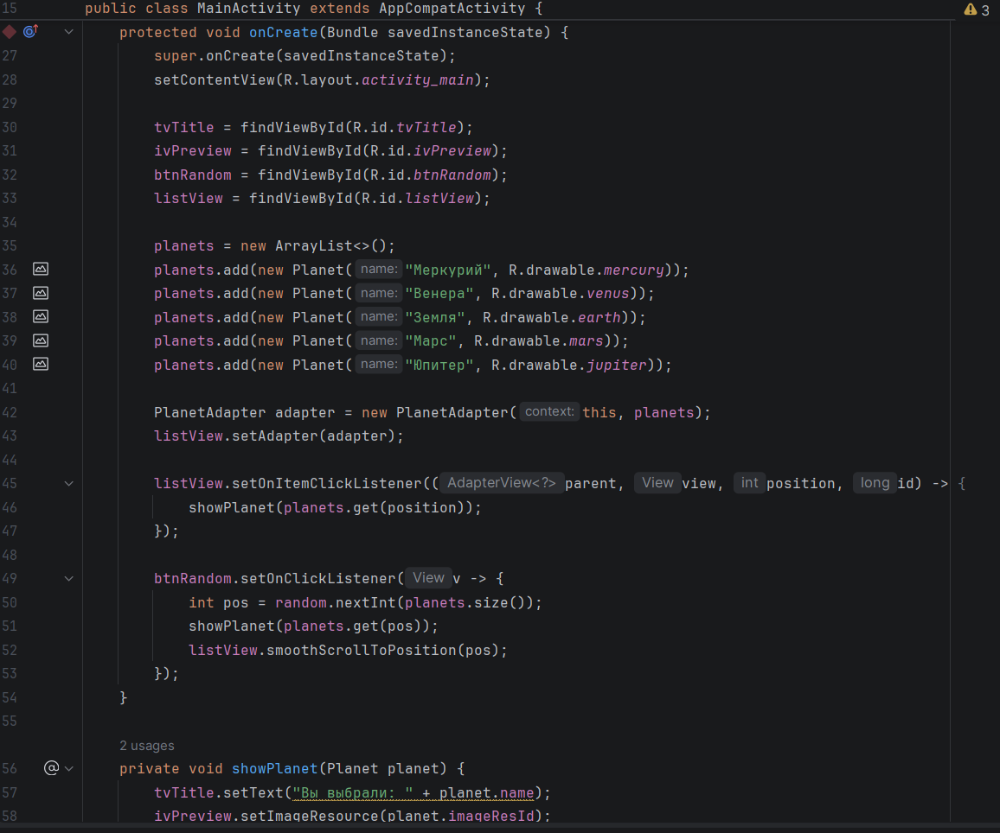 15 public class MainActivity extends AppCompatActivity { 3
protected void onCreate(Bundle savedInstanceState) {
27 super.onCreate(savedInstanceState);
28 setContentView(R.layout.activity_main);
29
30 tvTitle = findViewById(R.id.tvTitle);
31 ivPreview = findViewById(R.id.ivPreview);
32 btnRandom = findViewById(R.id.btnRandom);
33 listView = findViewById(R.id.listView);
34
35 planets = new ArrayList<>();
36 planets.add(new Planet( name: "Меркурий", R.drawable.mercury));
37 planets.add(new Planet( name: "Венера", R.drawable.venus));
38 planets.add(new Planet( name: "Земля", R.drawable.earth));
39 planets.add(new Planet( name: "Марс", R.drawable.mars));
40 planets.add(new Planet( name: "Юпитер", R.drawable.jupiter));
41
42 PlanetAdapter adapter = new PlanetAdapter( context: this, planets);
43 listView.setAdapter(adapter);
44
45 listView.setOnItemClickListener(( AdapterView<?> parent, View view, int position, long id) -> {
46 showPlanet(planets.get(position));
47 });
48
49 btnRandom.setOnClickListener( View v -> {
50 int pos = random.nextInt(planets.size());
51 showPlanet(planets.get(pos));
52 listView.smoothScrollToPosition(pos);
53 });
54 }
55
2 usages
56 @ private void showPlanet(Planet planet) {
57 tvTitle.setText("Вы выбрали: " + planet.name);
58 ivPreview.setImageResource(planet.imageResId);